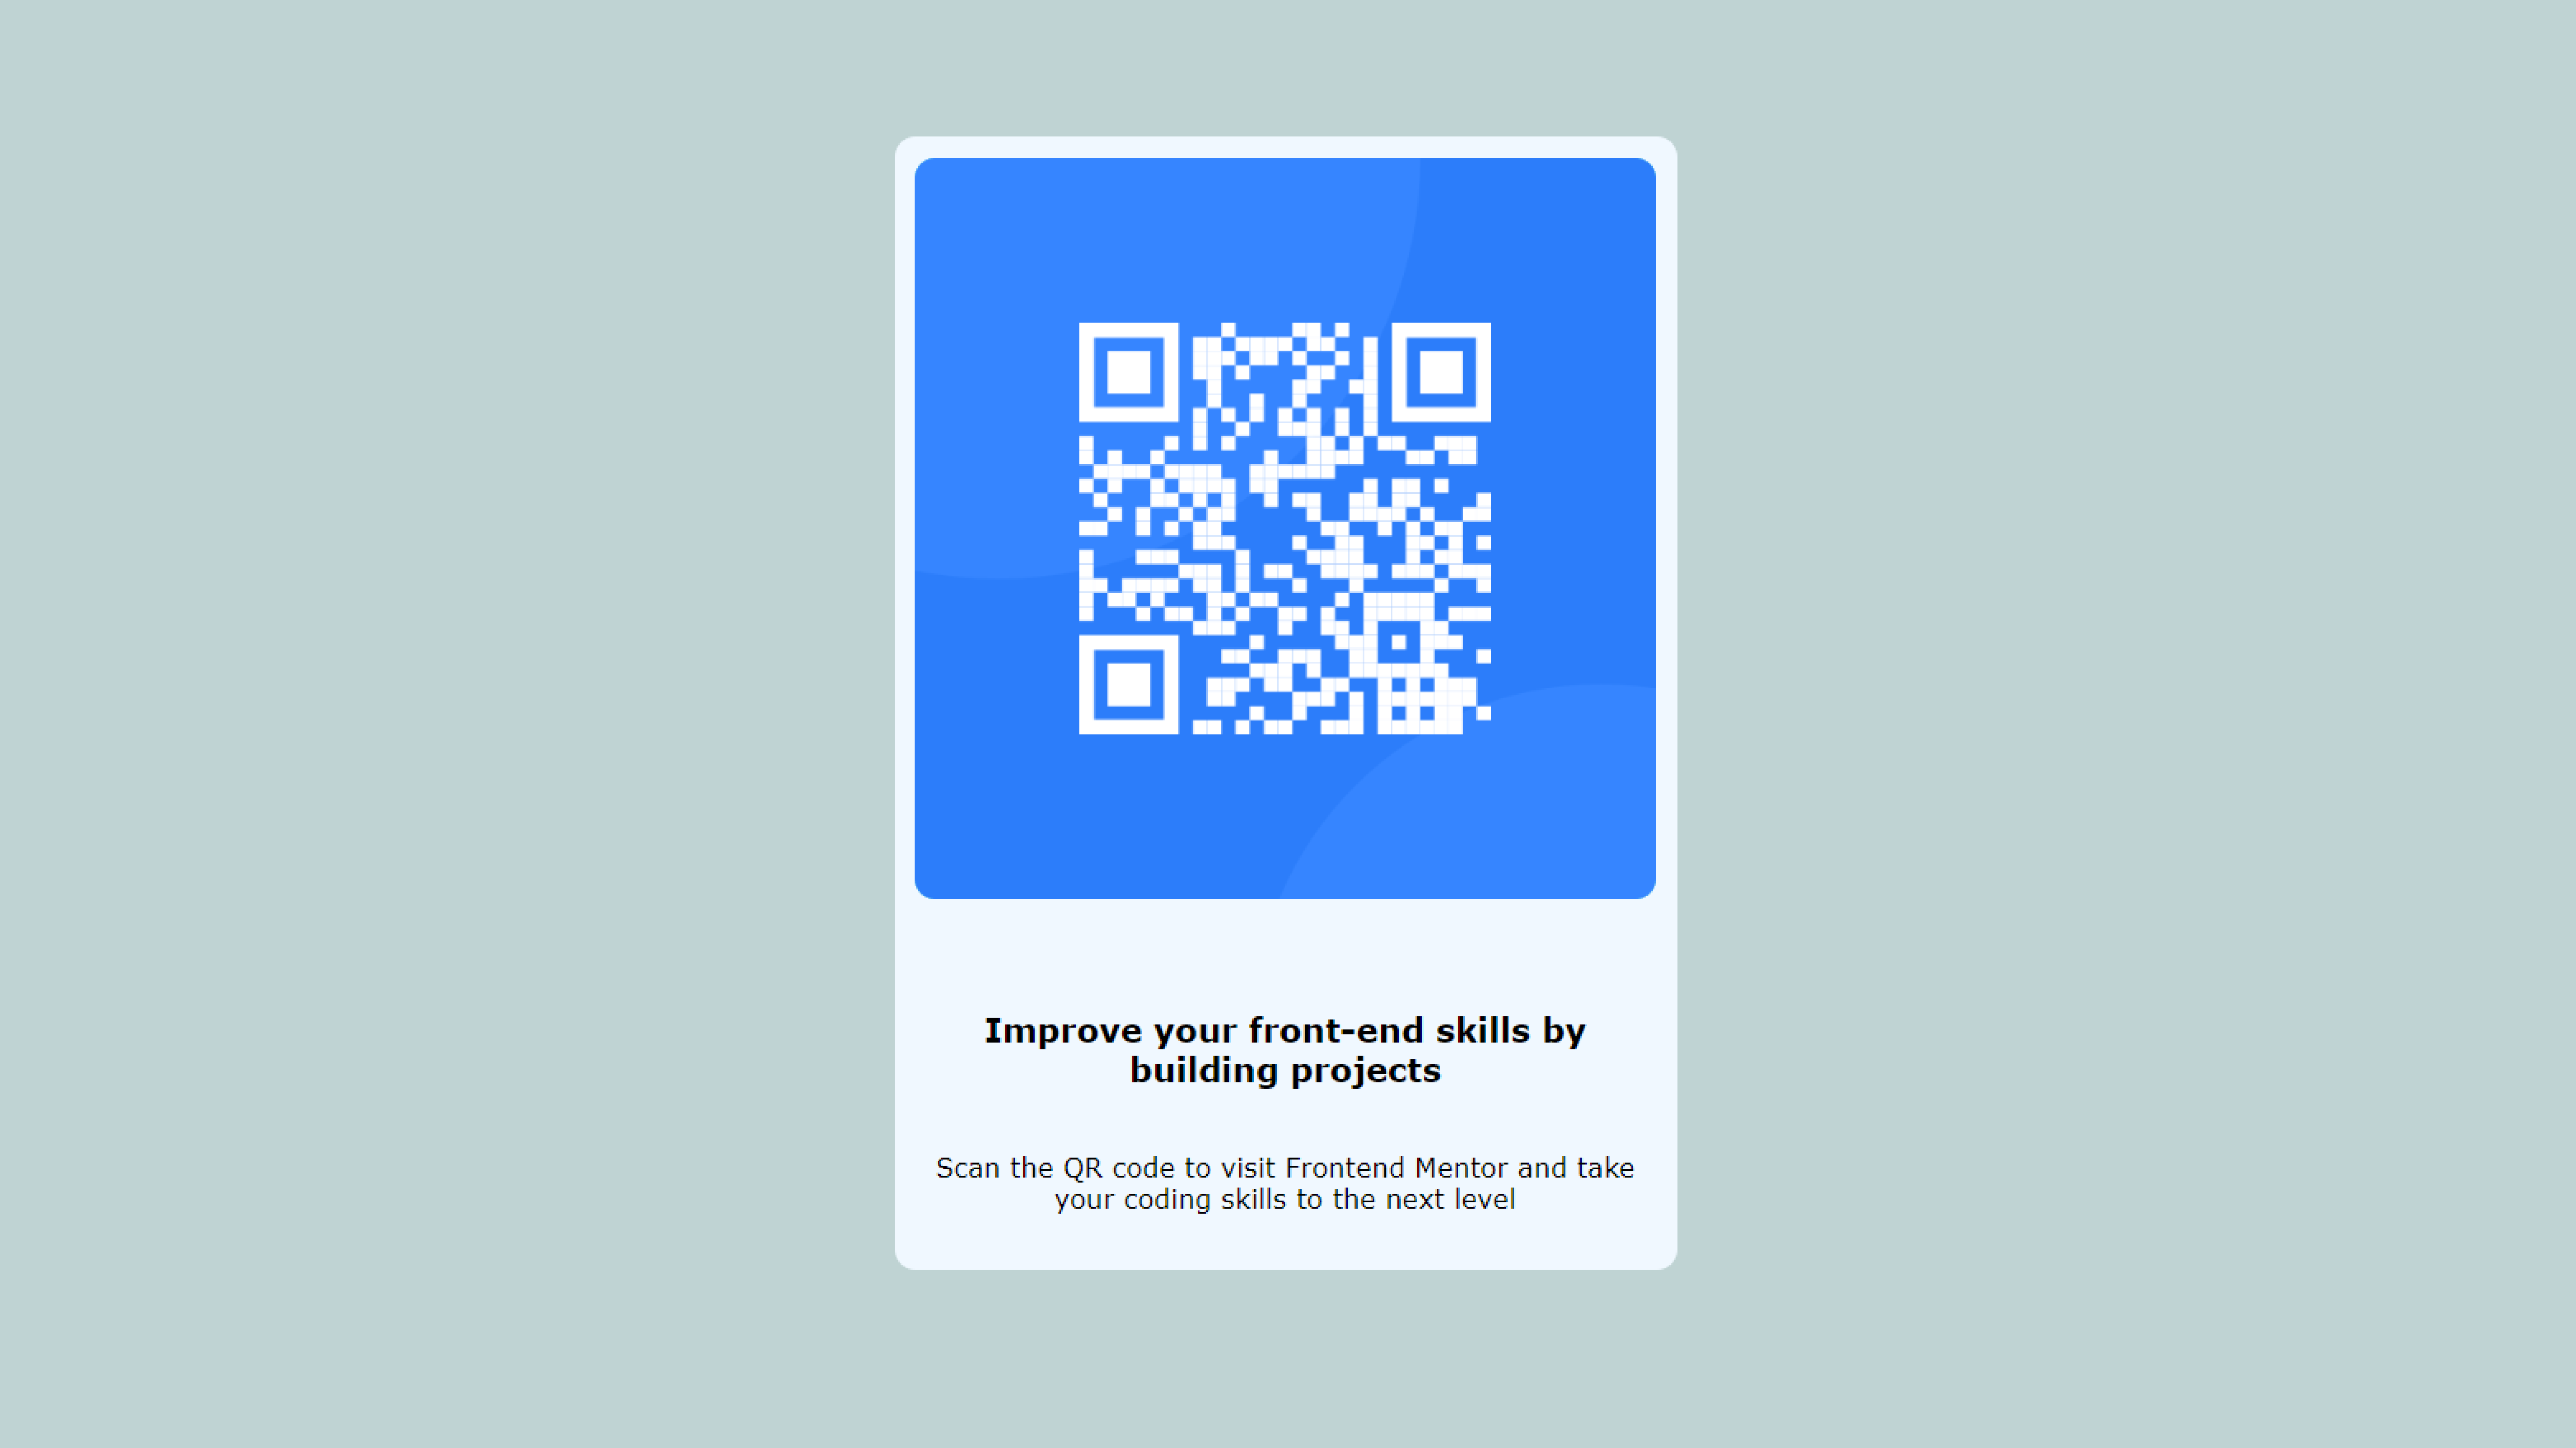 Improve your front-end skills by
building projects
Scan the QR code to visit Frontend Mentor and take
your coding skills to the next level